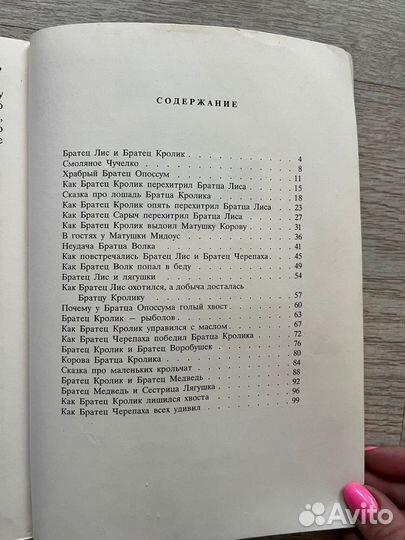 у
о
,
о
е
СОДЕРЖАНИЕ
Братец Лис и Братец Кролик . . . . . . . . . 4
Смоляное Чучелко . . . . . . . . . 8
Храбрый Братец Опоссум . . . . . . . . . 11
Как Братец Кролик перехитрил Братца Лиса . . . . 15
Сказка про лошадь Братца Кролика . . . . . . 18
Как Братец Кролик опять перехитрил Братца Лиса . . 23
Как Братец Сарыч перехитрил Братца Лиса . . . . 27
Как Братец Кролик выдоил Матушку Корову . . . . 31
В гостях у Матушки Мидоус . . . . . . . . 36
Неудача Братца Волка . . . . . . . . . 41
Как повстречались Братец Лис и Братец Черепаха . . 45
Как Братец Волк попал в беду . . . . . . . 49
Братец Лис и лягушки . . . . . . . . . 54
Как Братец Лис охотился, а добыча досталась
Братцу Кролику . . . . . . . . . 57
Почему у Братца Опоссума голый хвост . . . . . 60
Братец Кролик — рыболов . . . . . . . . 63
Как Братец Кролик управился с маслом . . . . . 67
Как Братец Черепаха победил Братца Кролика . . . 72
Братец Кролик и Братец Воробушек . . . . . . 76
Корова Братца Кролика . . . . . . . . . 80
Сказка про маленьких крольчат . . . . . . . 84
Братец Кролик и Братец Медведь . . . . . . . 88
Братец Медведь и Сестрица Лягушка . . . . . . 92
Как Братец Кролик лишился хвоста . . . . . . 96
Как Братец Черепаха всех удивил . . . . . . . 99
Avito